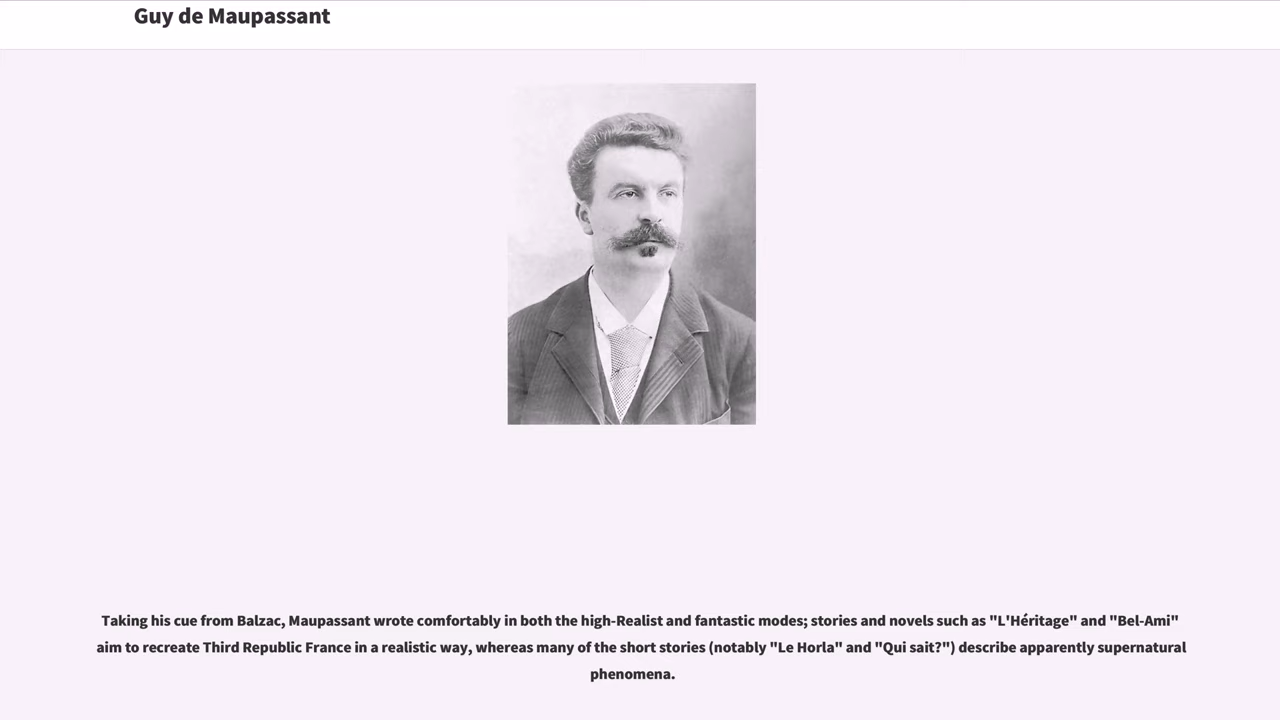 Guy de Maupassant
Taking his cue from Balzac, Maupassant wrote comfortably in both the high-Realist and fantastic modes; stories and novels such as "L'Héritage" and "Bel-Ami"
aim to recreate Third Republic France in a realistic way, whereas many of the short stories (notably "Le Horla" and "Qui sait?") describe apparently supernatural
phenomena.